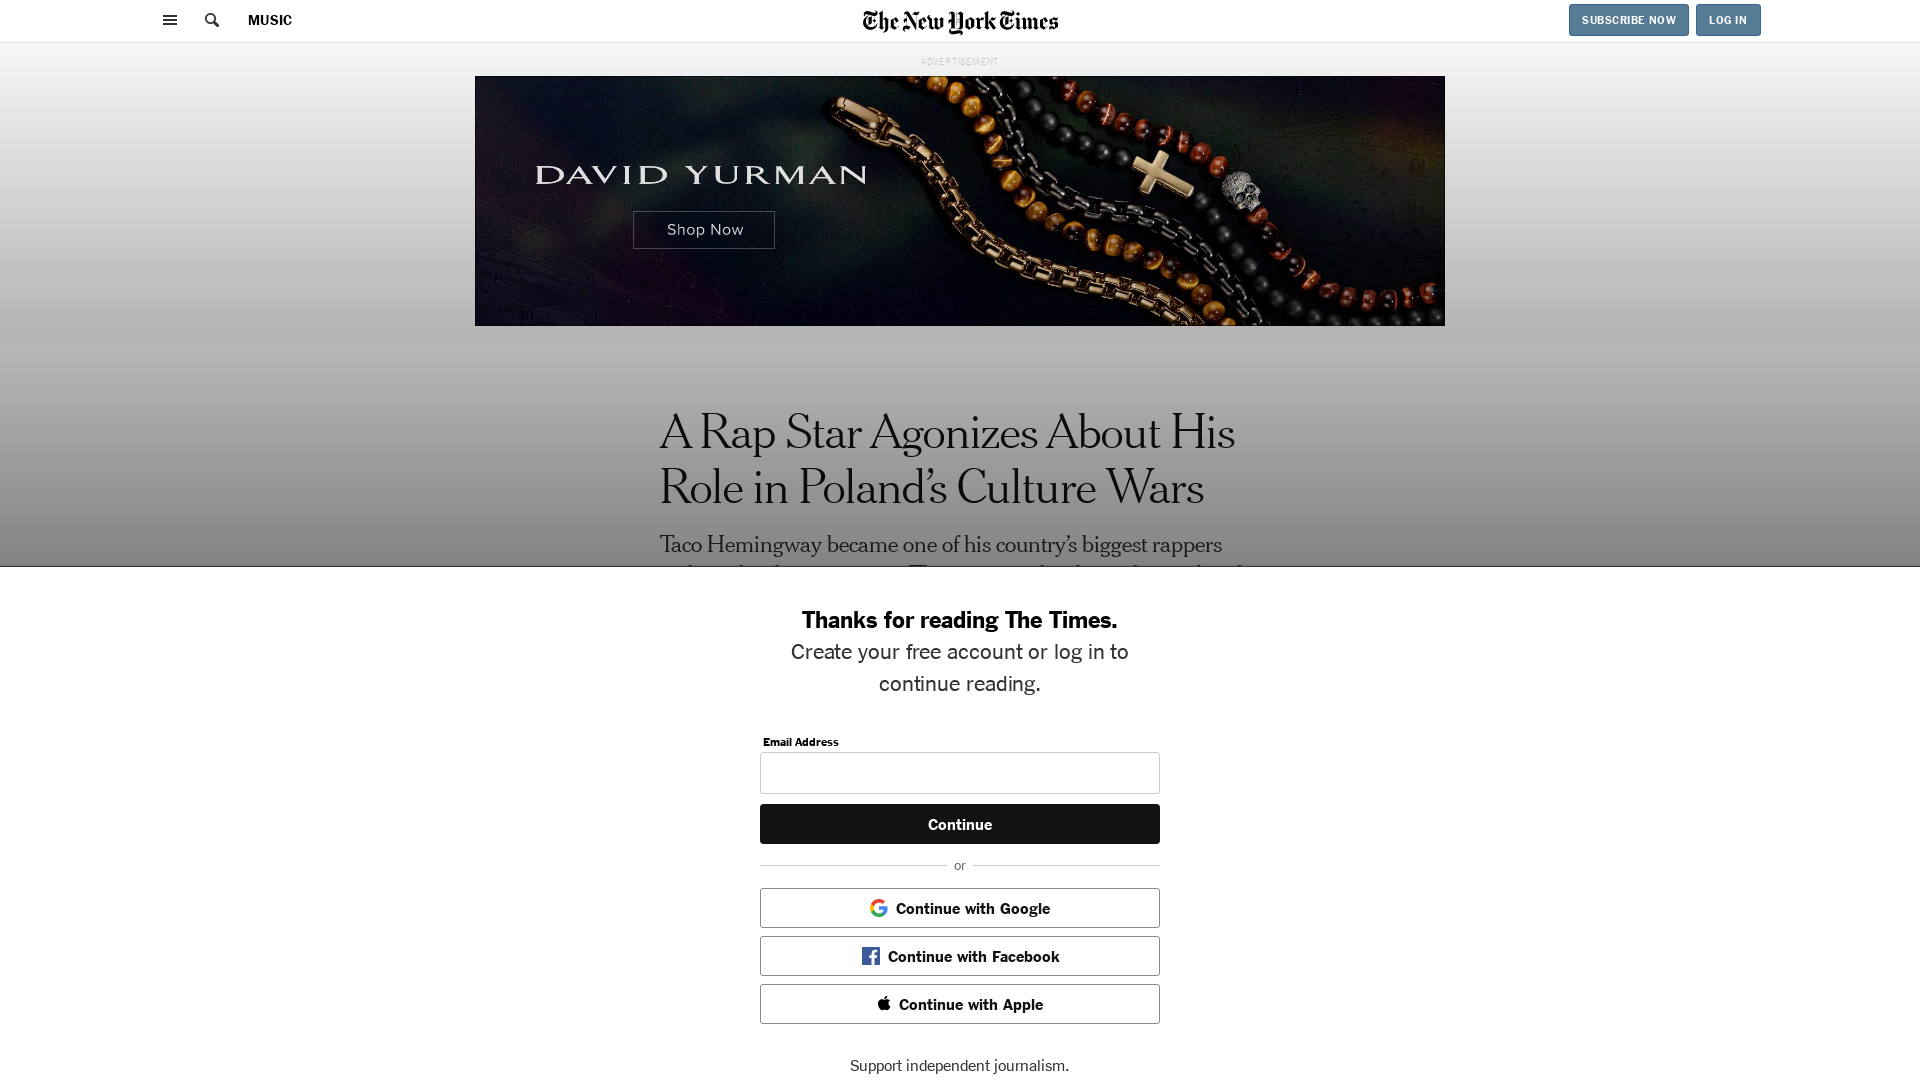 MUSIC
The New York Times
SUBSCRIBE NOW
LOG IN
ADVERTISEMENT
DAVID YURMAN
Shop Now
A Rap Star Agonizes About His
Role in Poland’s Culture Wars
Taco Hemingway became one of his country’s biggest rappers
Thanks for reading The Times.
Create your free account or log in to
continue reading.
Email Address
Continue
or
Continue with Google
Continue with Facebook
Continue with Apple
Support independent journalism.